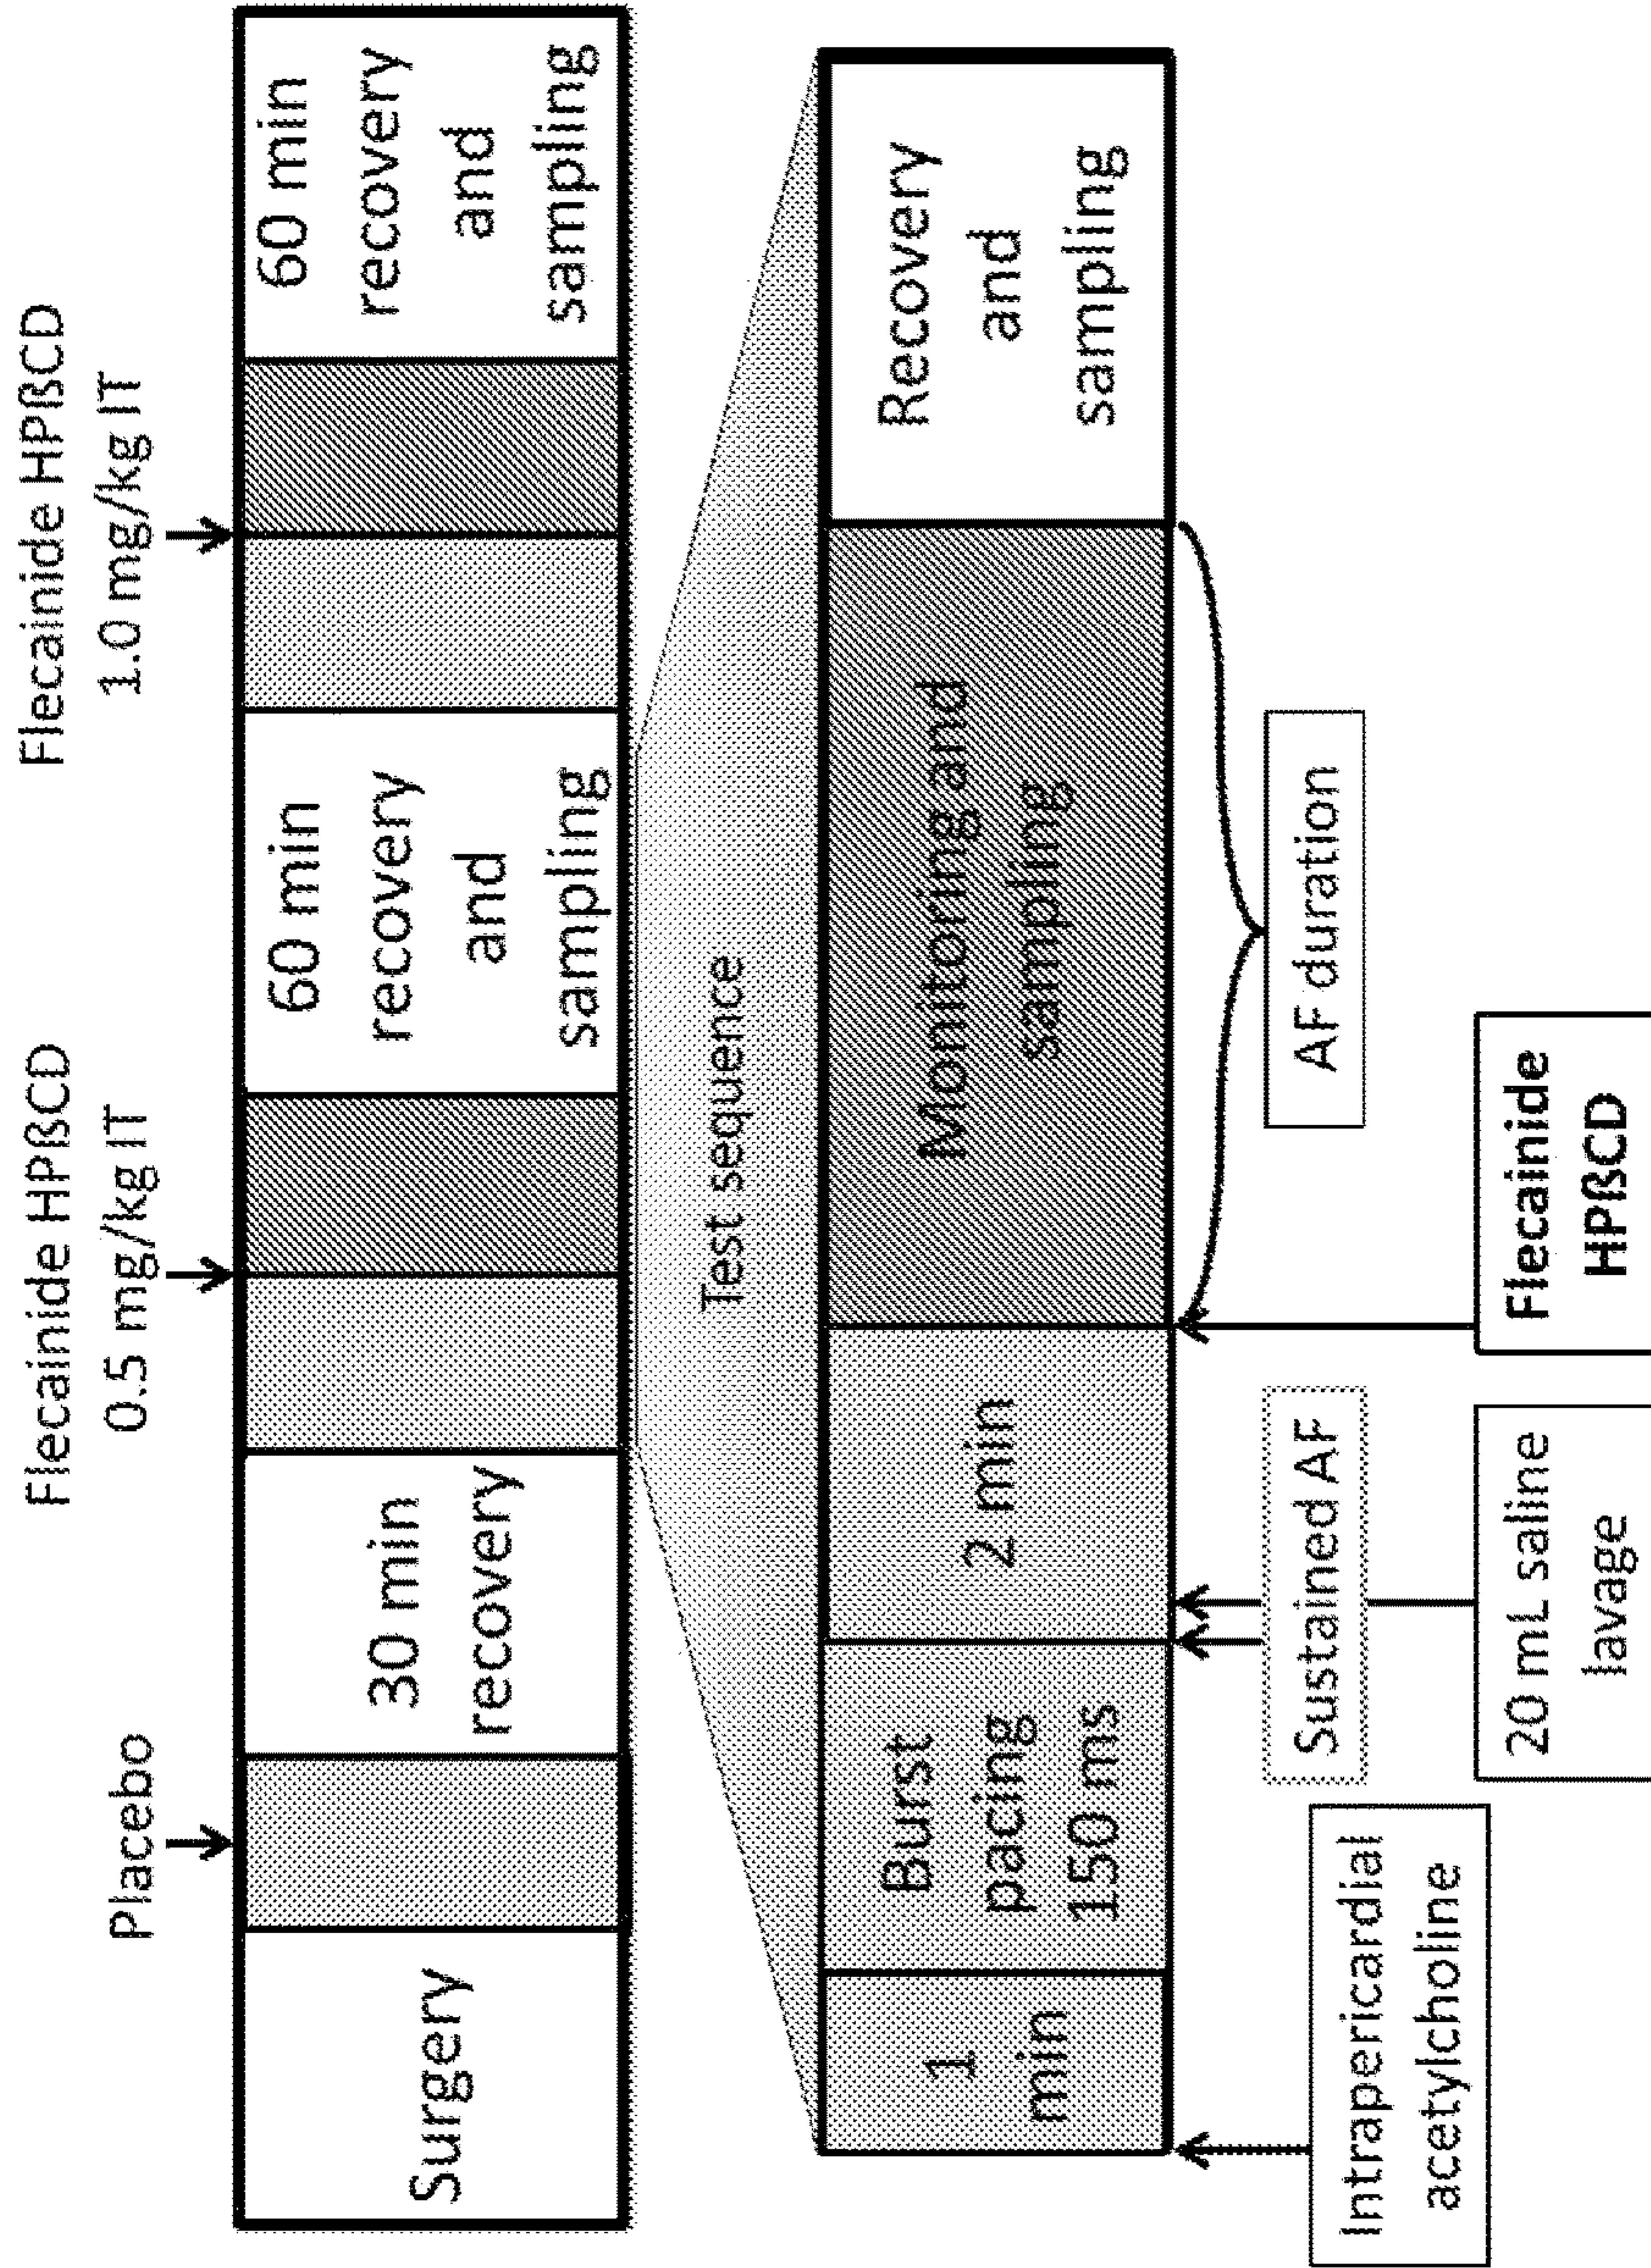 Placebo
Flecainide HPßCD
0.5 mg/kg IT
Flecainide HPßCD
1.0 mg/kg IT
Surgery
30 min
recovery
60 min
recovery
and
sampling
60 min
recovery
and
sampling
Test sequence
1
min
Burst
pacing
150 ms
2 min
Monitoring and
sampling
Recovery
and
sampling
Intrapericardial
acetylcholine
Sustained AF
20 mL saline
lavage
Flecainide
HPßCD
AF duration